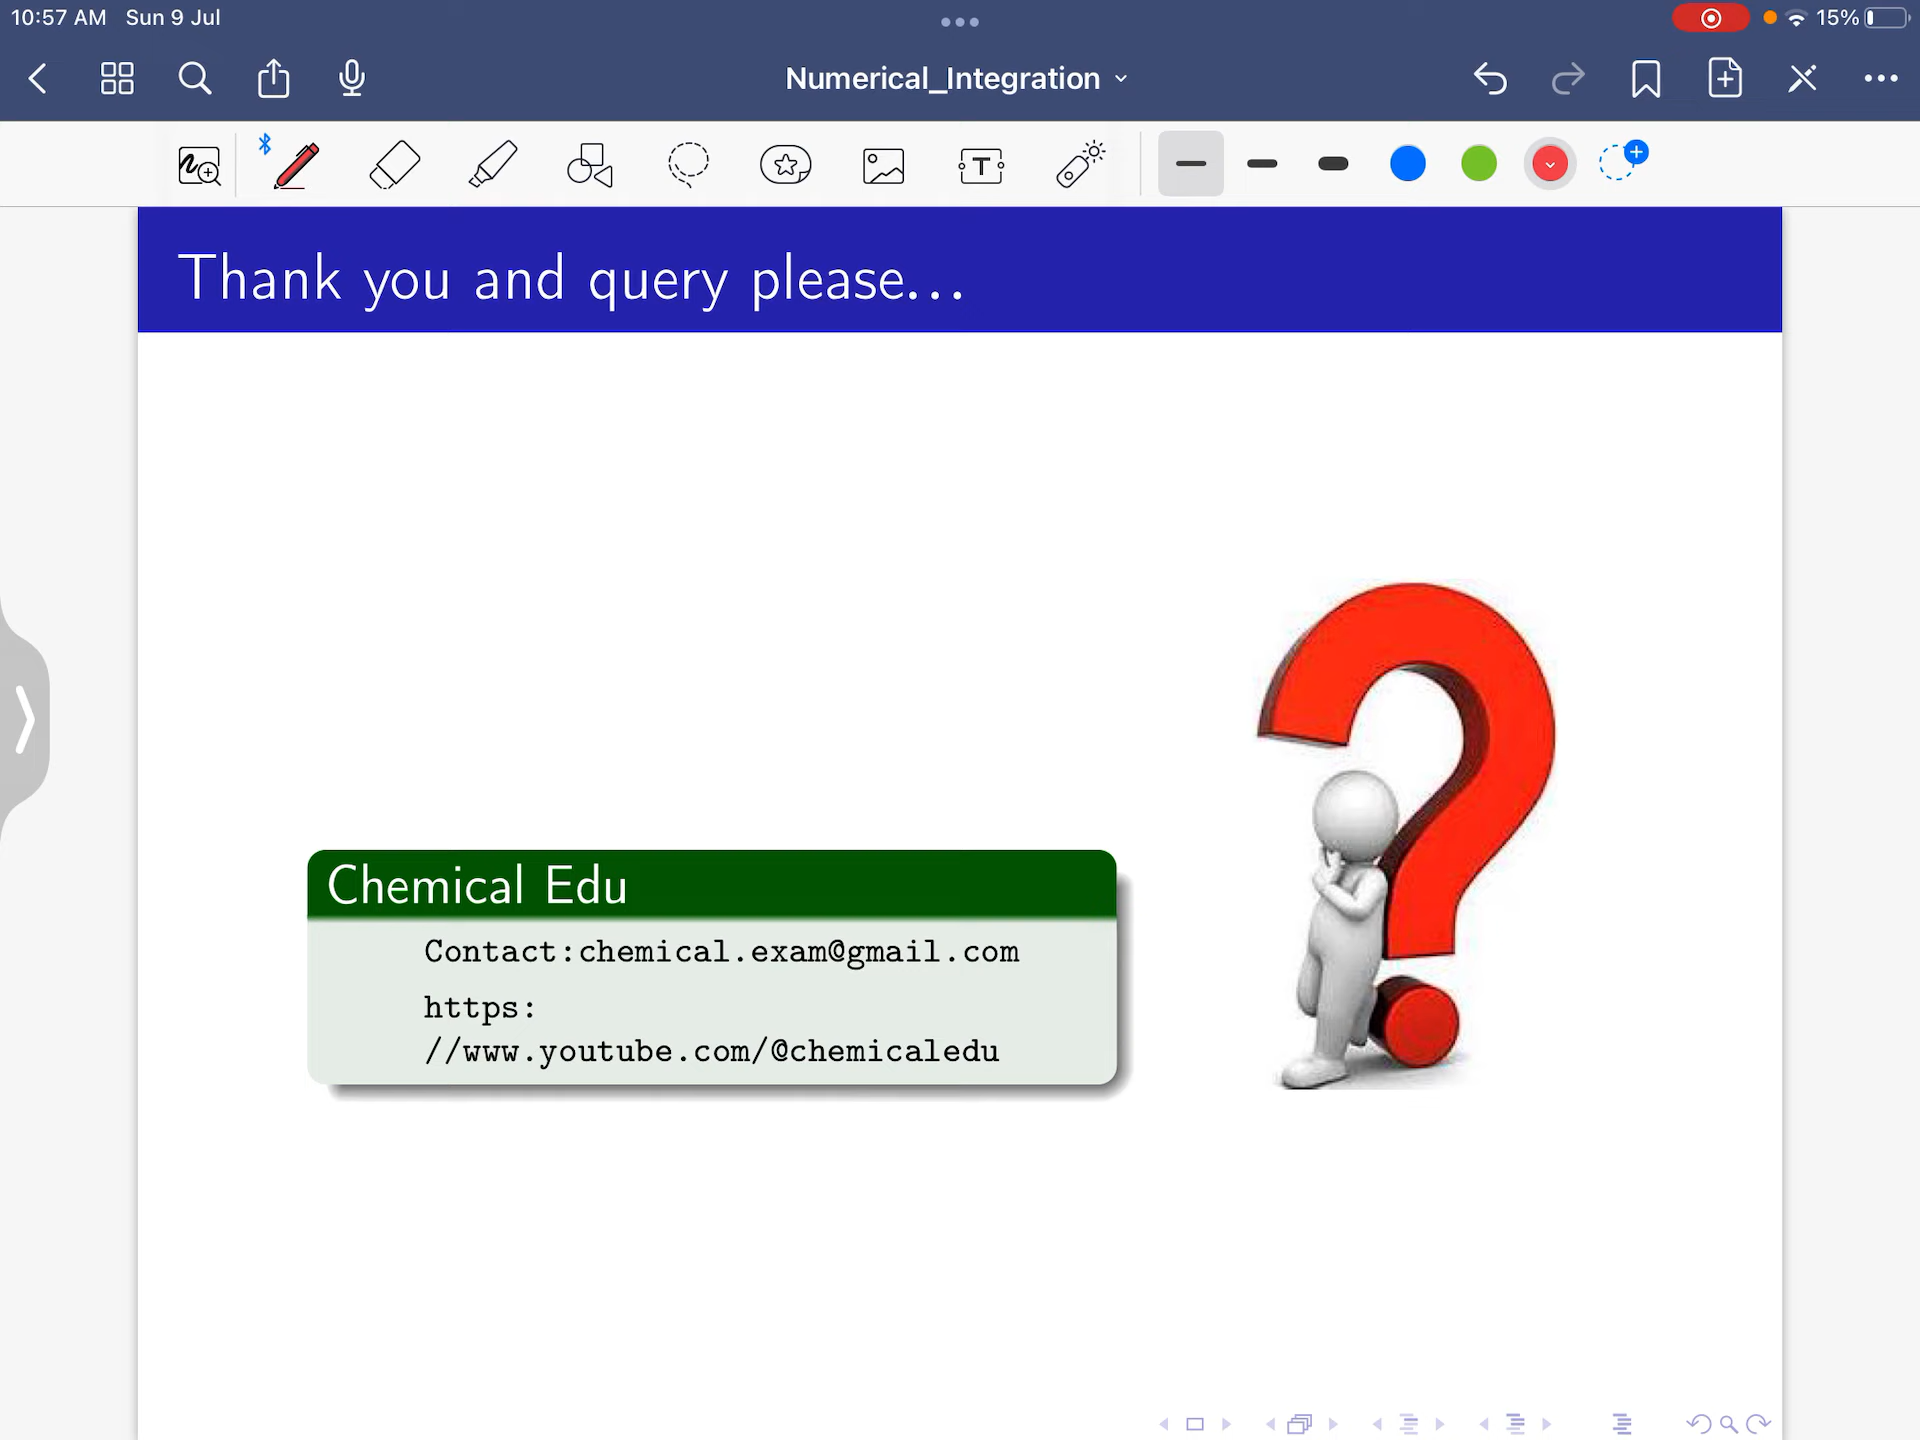 10:57 AM Sun 9 Jul
15%
Numerical_Integration
T
Thank you and query please...
Chemical Edu
Contact:chemical.exam@gmail.com
https:
//www.youtube.com/@chemicaledu